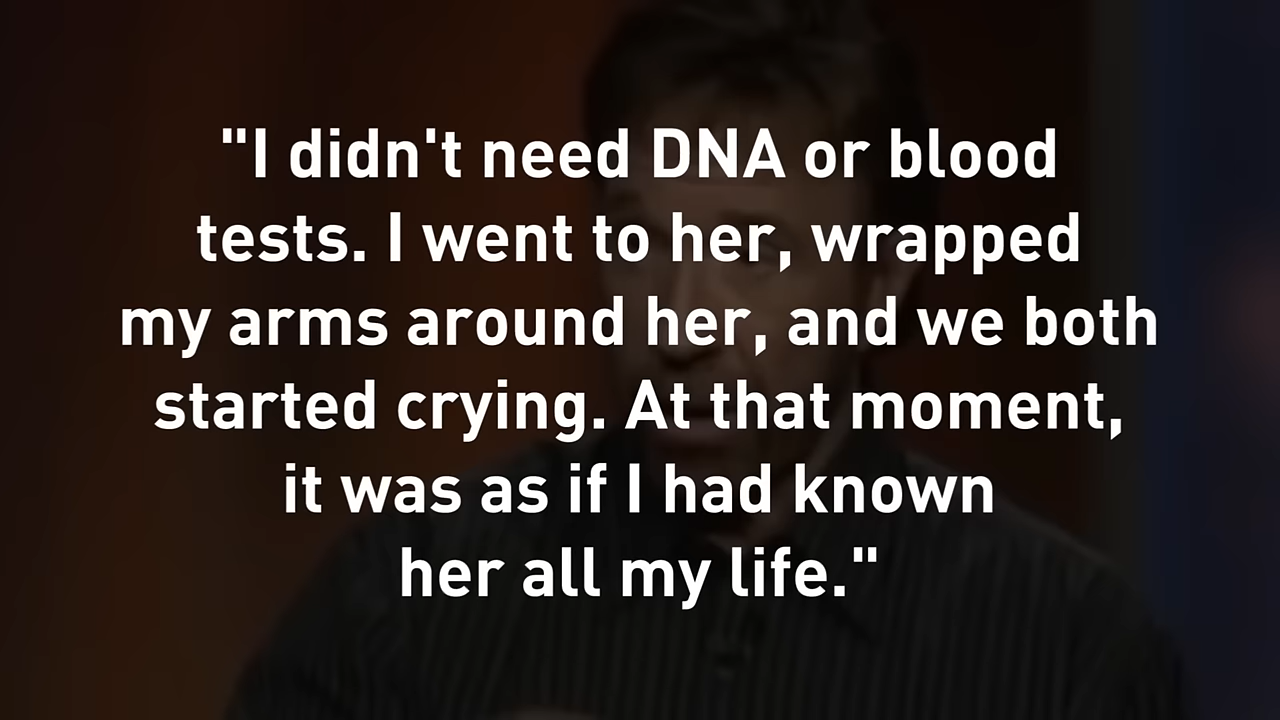 "I didn't need DNA or blood
tests. I went to her, wrapped
my arms around her, and we both
started crying. At that moment,
it was as if I had known
her all my life."